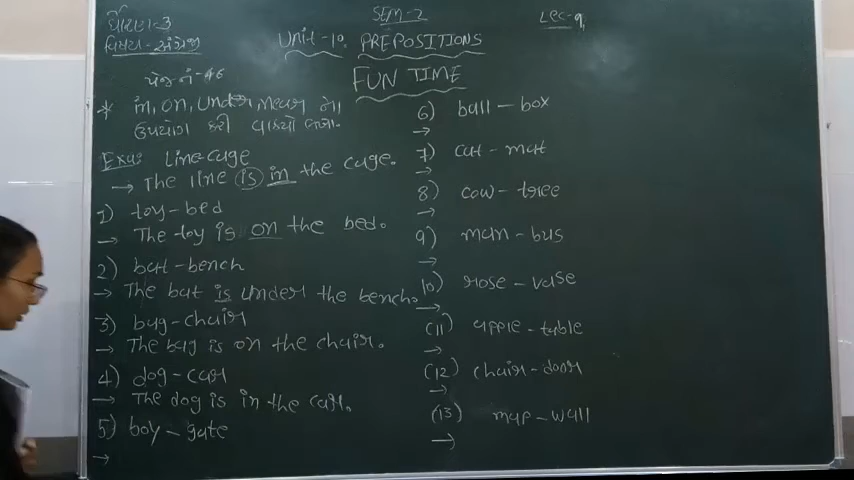 ધોરણ-3
SEM-2
Lec-9
વિષય-અંગ્રેજી
Unit-10. PREPOSITIONS
પેજ નં-46
FUN TIME
* in, on, under, near નો
ઉપયોગ કરી વાક્યો બનાવો.
Exa: Line-cage
→ The line is in the cage.
1) toy-bed
→ The toy is on the bed.
2) bat-bench
→ The bat is under the bench.
3) bag-chair
→ The bag is on the chair.
4) dog-car
→ The dog is in the car.
5) boy-gate
→
6) ball-box
→
7) cat-mat
→
8) cow-tree
→
9) man-bus
→
10) rose-vase
→
(11) apple-table
→
(12) chair-door
→
(13) map-wall
→